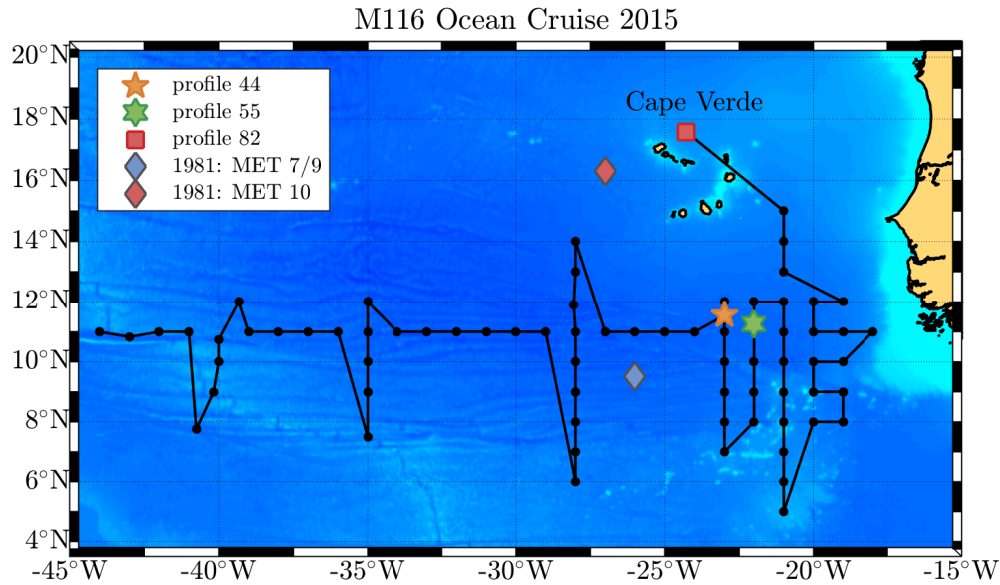 M116 Ocean Cruise 2015
20°N
18°N
16°N
14°N
12°N
10°N
8°N
6°N
4°N
profile 44
profile 55
profile 82
1981: MET 7/9
1981: MET 10
Cape Verde
-45°W -40°W -35°W -30°W -25°W -20°W -15°W